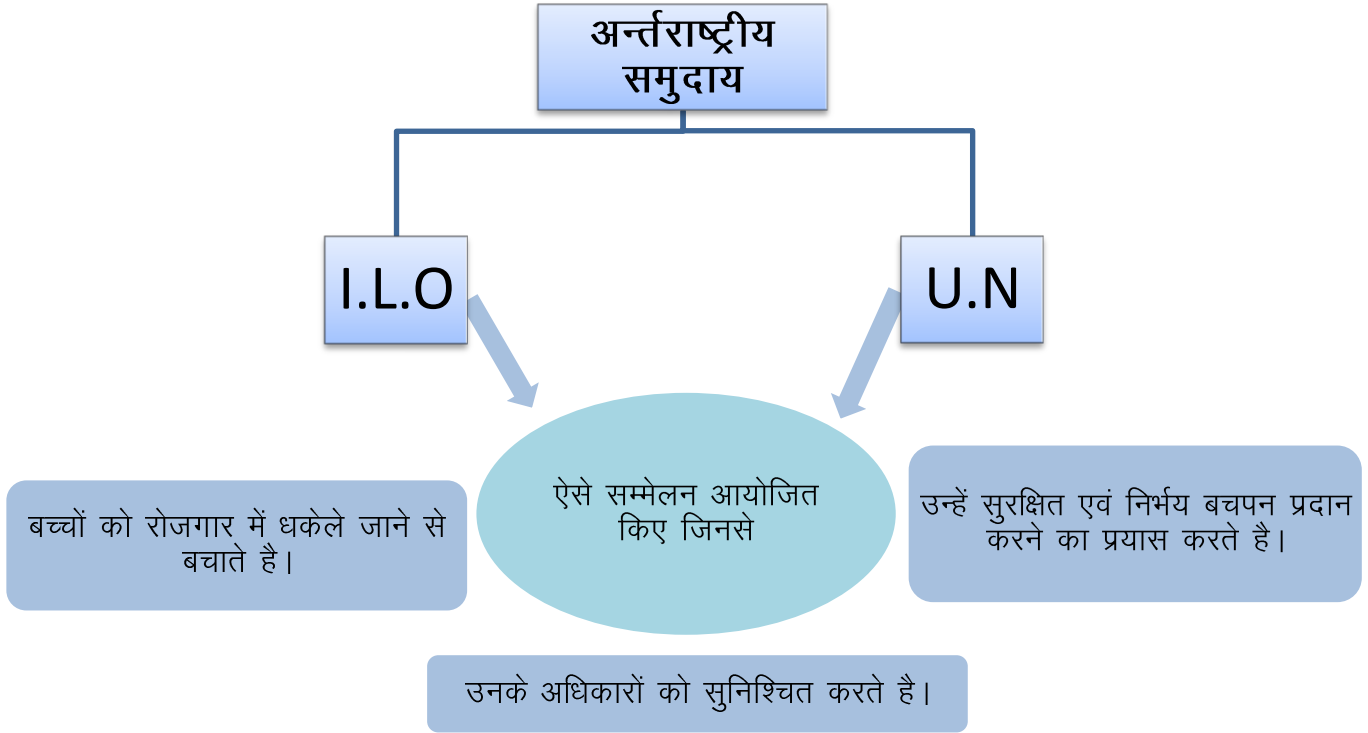 अर्न्तराष्ट्रीय
समुदाय
I.L.O
U.N
ऐसे सम्मेलन आयोजित
किए जिनसे
बच्चों को रोजगार में धकेले जाने से
बचाते है।
उन्हें सुरक्षित एवं निर्भय बचपन प्रदान
करने का प्रयास करते है।
उनके अधिकारों को सुनिश्चित करते है।